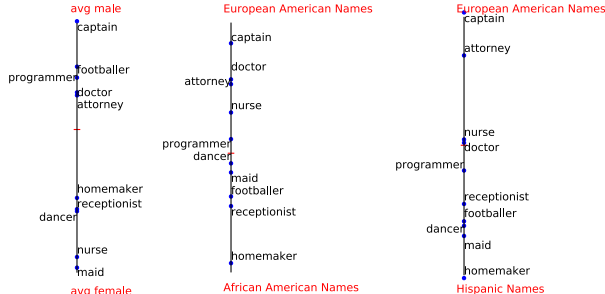 avg male
captain
footballer
programmer
doctor
attorney
homemaker
receptionist
dancer
nurse
maid
avg female
European American Names
captain
doctor
attorney
nurse
programmer
dancer
maid
footballer
receptionist
homemaker
African American Names
European American Names
captain
attorney
nurse
doctor
programmer
receptionist
footballer
dancer
maid
homemaker
Hispanic Names